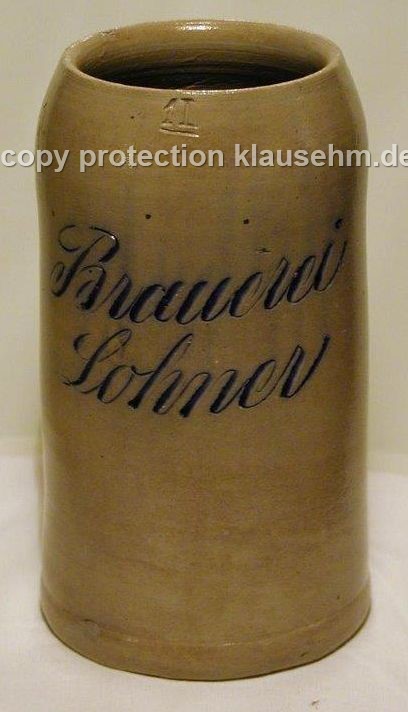 1L
copy protection klausehm.de
Brauerei
Lohner